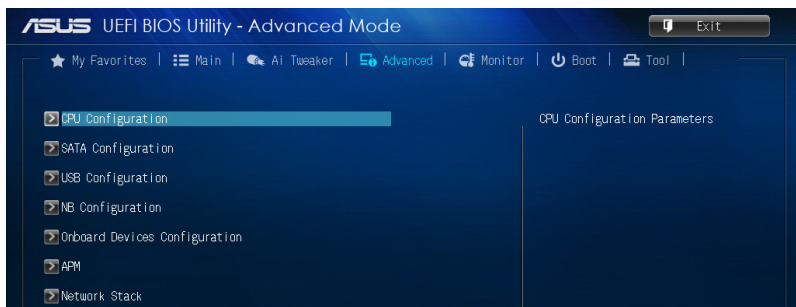 ASUS UEFI BIOS Utility - Advanced Mode
Exit
My Favorites | Main | Ai Tweaker | Advanced | Monitor | Boot | Tool |
CPU Configuration
CPU Configuration Parameters
SATA Configuration
USB Configuration
NB Configuration
Onboard Devices Configuration
APM
Network Stack